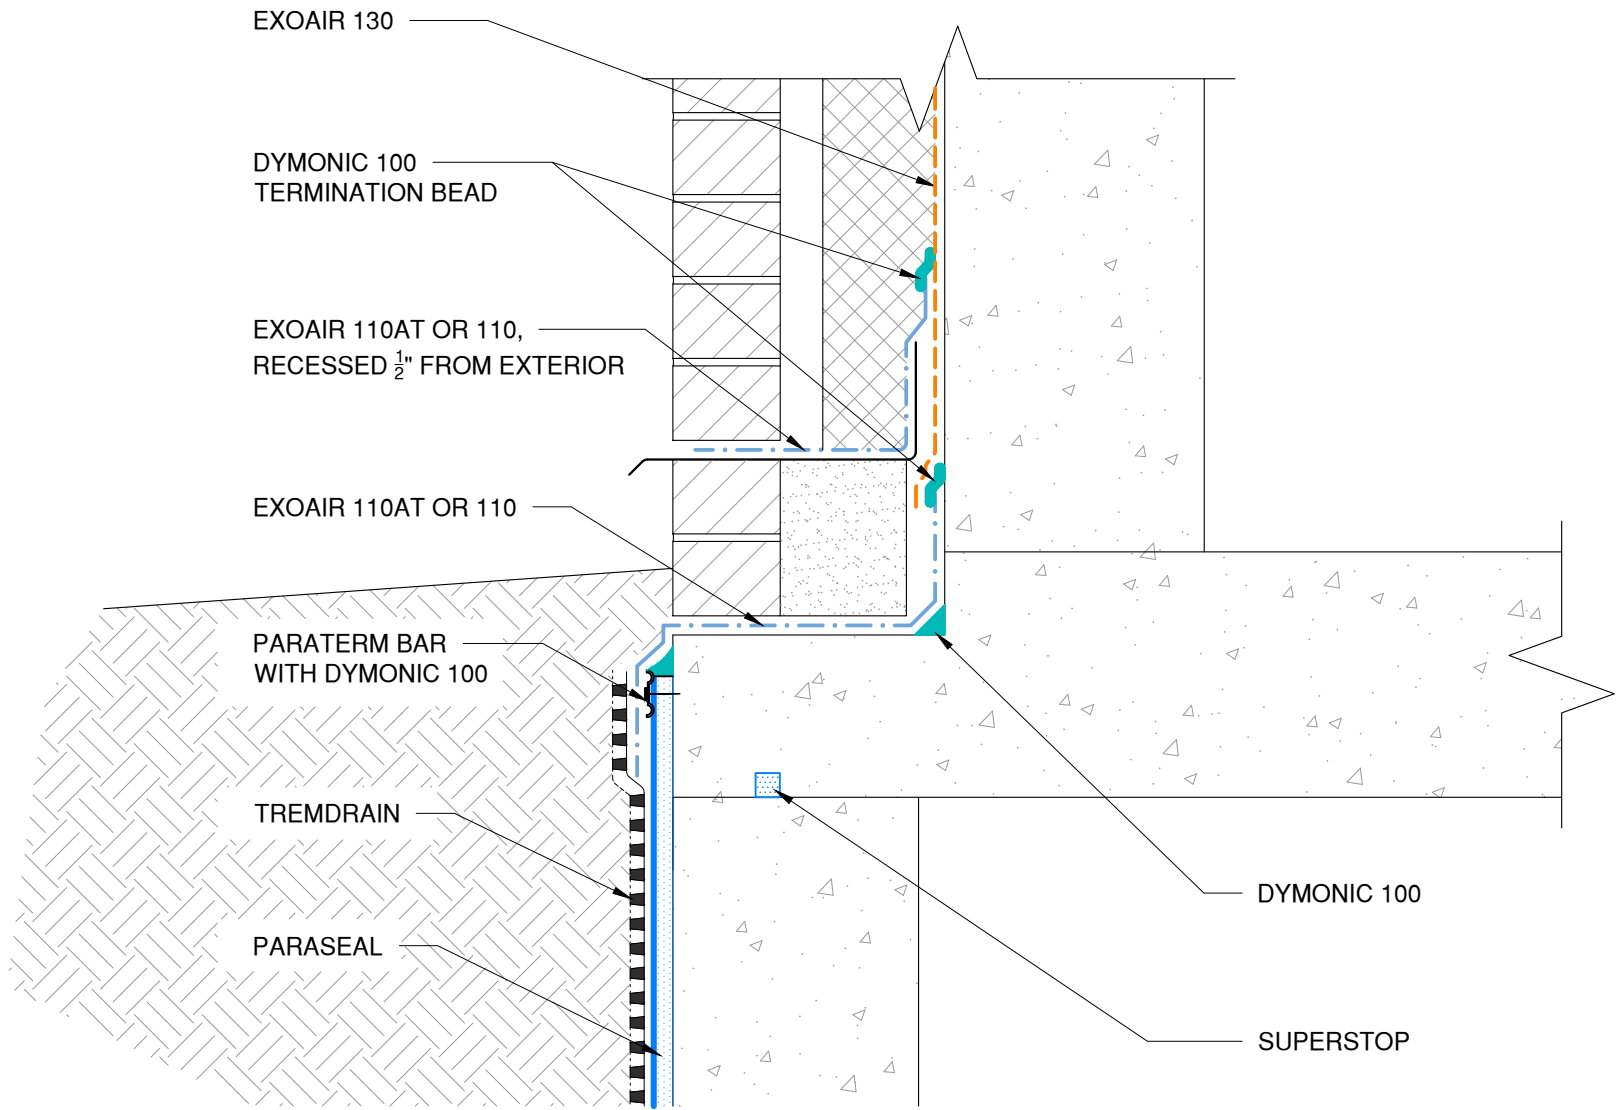 EXOAIR 130
DYMONIC 100
TERMINATION BEAD
EXOAIR 110AT OR 110,
RECESSED 1/2" FROM EXTERIOR
EXOAIR 110AT OR 110
PARATERM BAR
WITH DYMONIC 100
TREMDRAIN
PARASEAL
DYMONIC 100
SUPERSTOP